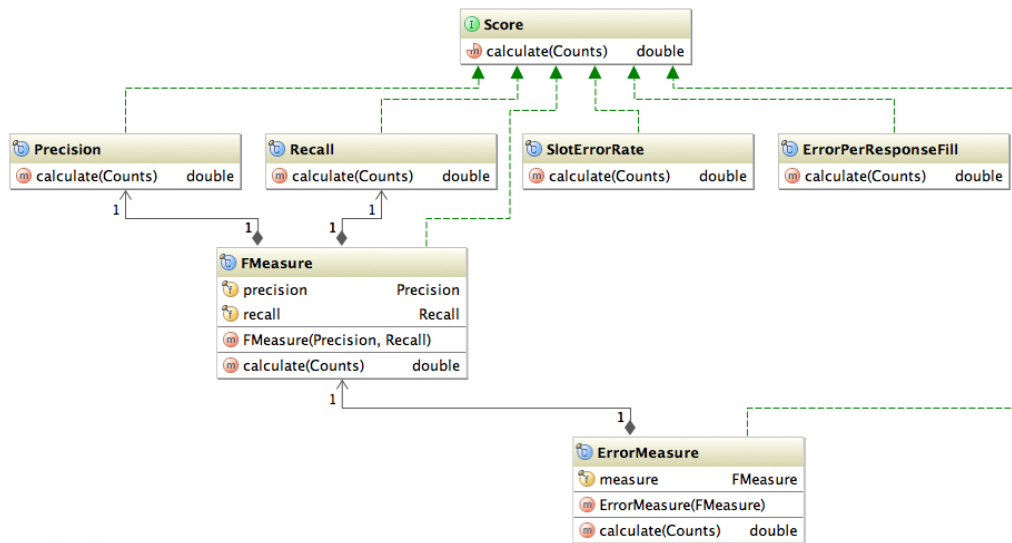 Score
calculate(Counts) double
Precision
calculate(Counts) double
Recall
calculate(Counts) double
SlotErrorRate
calculate(Counts) double
ErrorPerResponseFill
calculate(Counts) double
1
1
1
1
FMeasure
precision Precision
recall Recall
FMeasure(Precision, Recall)
calculate(Counts) double
1
1
ErrorMeasure
measure FMeasure
ErrorMeasure(FMeasure)
calculate(Counts) double